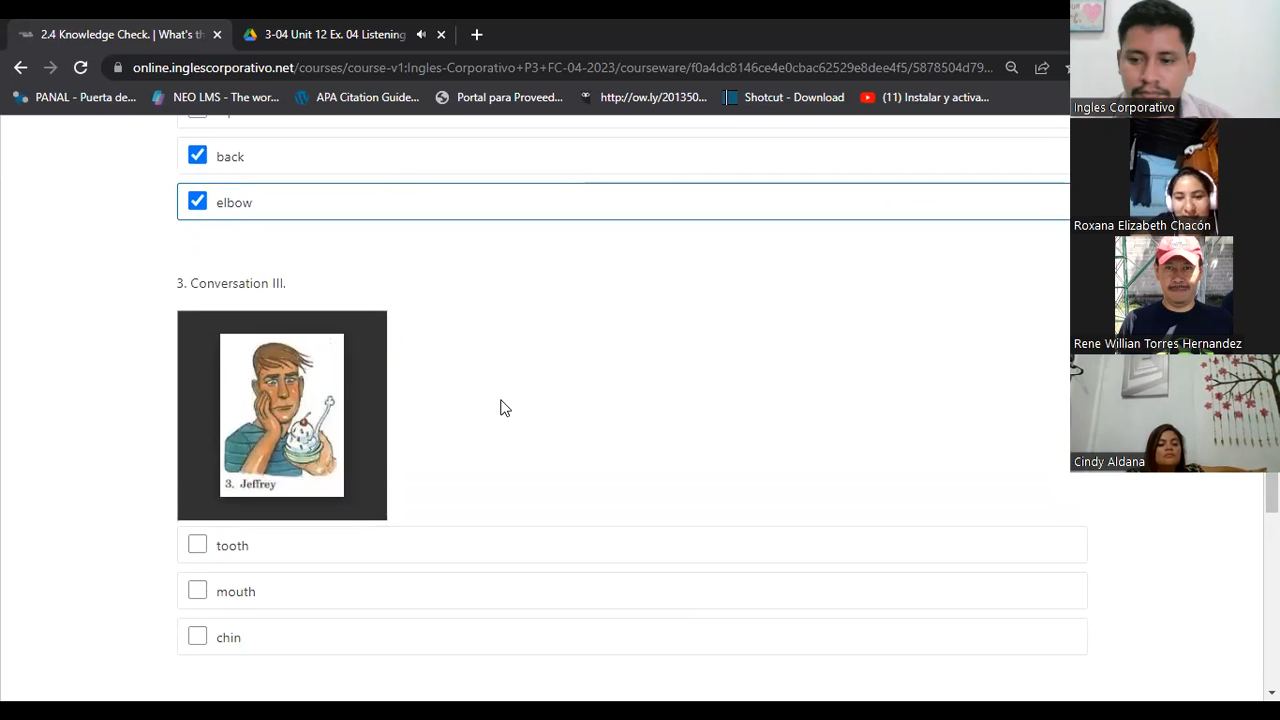 2.4 Knowledge Check. | What's th
3-04 Unit 12 Ex. 04 Listening
online.inglescorporativo.net/courses/course-v1:Ingles-Corporativo+P3+FC-04-2023/courseware/f0a4dc8146ce4e0cba62529e8dee4f5/5878504d79...
PANAL - Puerta de...
NEO LMS - The wor...
APA Citation Guide...
Portal para Proveed...
http://ow.ly/201350...
Shotcut - Download
(11) Instalar y activa...
back
elbow
3. Conversation III.
3. Jeffrey
tooth
mouth
chin
Ingles Corporativo
Roxana Elizabeth Chacón
Rene Willian Torres Hernandez
Cindy Aldana